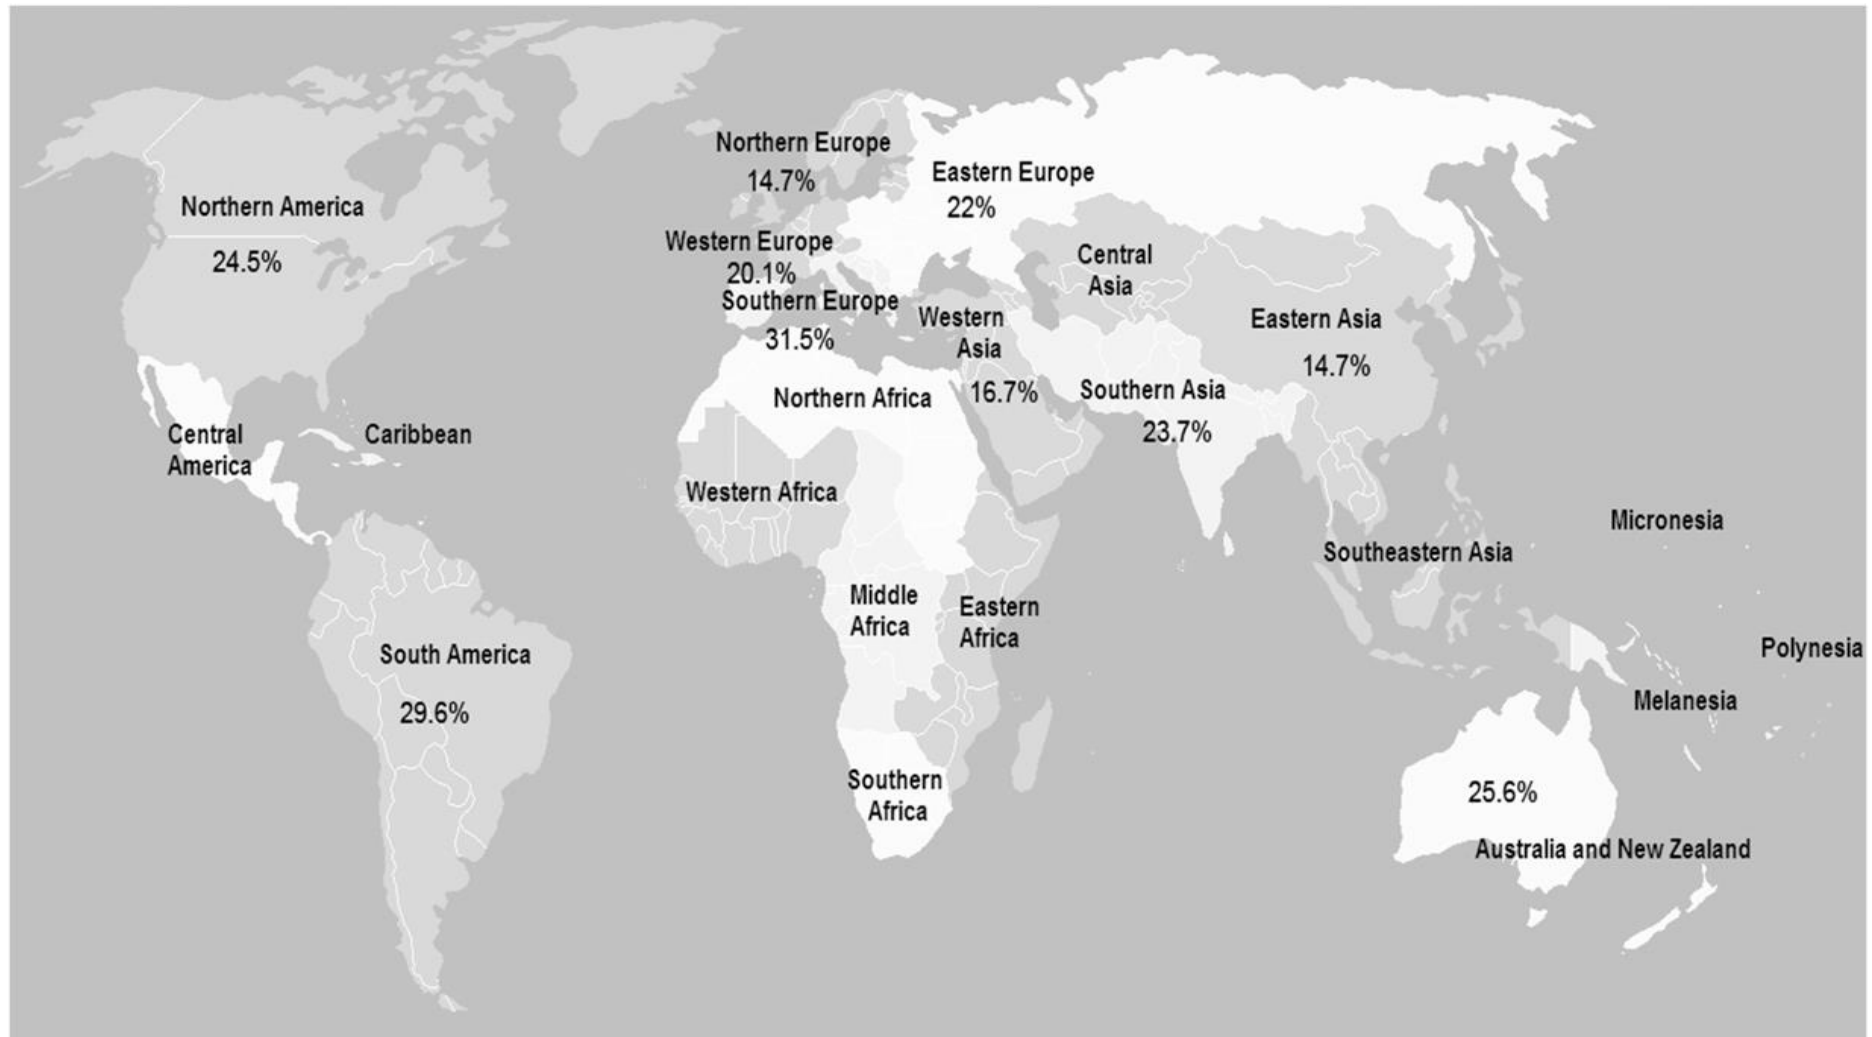 Northern Europe
14.7%
Eastern Europe
22%
Northern America
24.5%
Western Europe
20.1%
Southern Europe
31.5%
Central
Asia
Western
Asia
16.7%
Eastern Asia
14.7%
Southern Asia
23.7%
Northern Africa
Central
America
Caribbean
Western Africa
Micronesia
Southeastern Asia
Middle
Africa
Eastern
Africa
South America
29.6%
Polynesia
Melanesia
Southern
Africa
25.6%
Australia and New Zealand